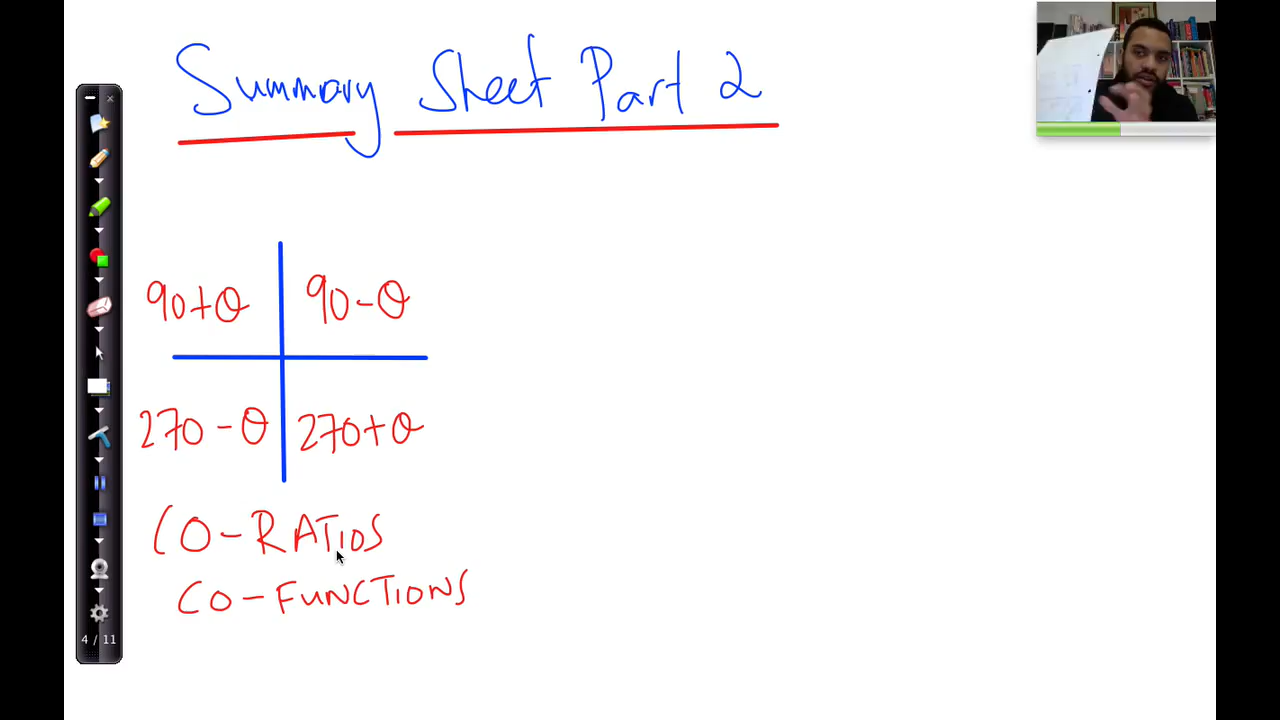 Summary Sheet Part 2
90+θ
90-θ
270-θ
270+θ
CO-RATIOS
CO-FUNCTIONS
4 / 11